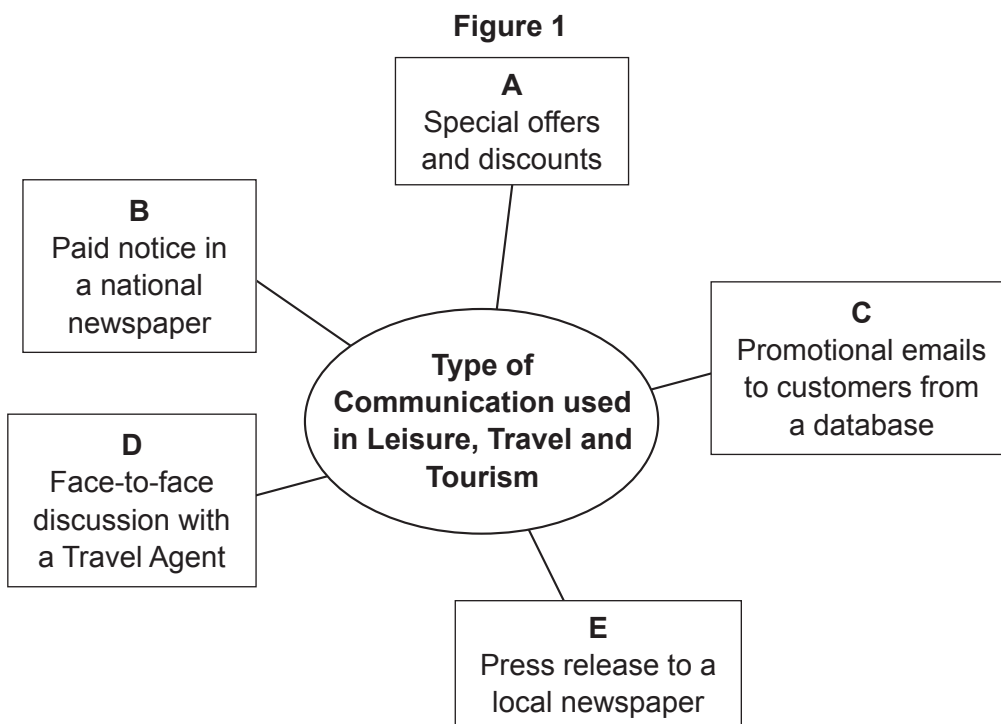 Figure 1
A
Special offers
and discounts
B
Paid notice in
a national
newspaper
C
Promotional emails
to customers from
a database
Type of
Communication used
in Leisure, Travel and
Tourism
D
Face-to-face
discussion with
a Travel Agent
E
Press release to a
local newspaper